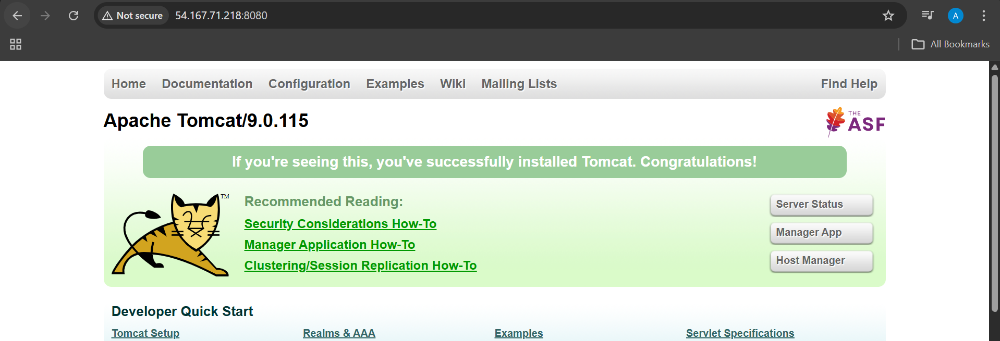 Not secure 54.167.71.218:8080 A
All Bookmarks
Home Documentation Configuration Examples Wiki Mailing Lists Find Help
Apache Tomcat/9.0.115
THE
ASF
If you're seeing this, you've successfully installed Tomcat. Congratulations!
TM
Recommended Reading:
Security Considerations How-To
Manager Application How-To
Clustering/Session Replication How-To
Server Status
Manager App
Host Manager
Developer Quick Start
Tomcat Setup Realms & AAA Examples Servlet Specifications